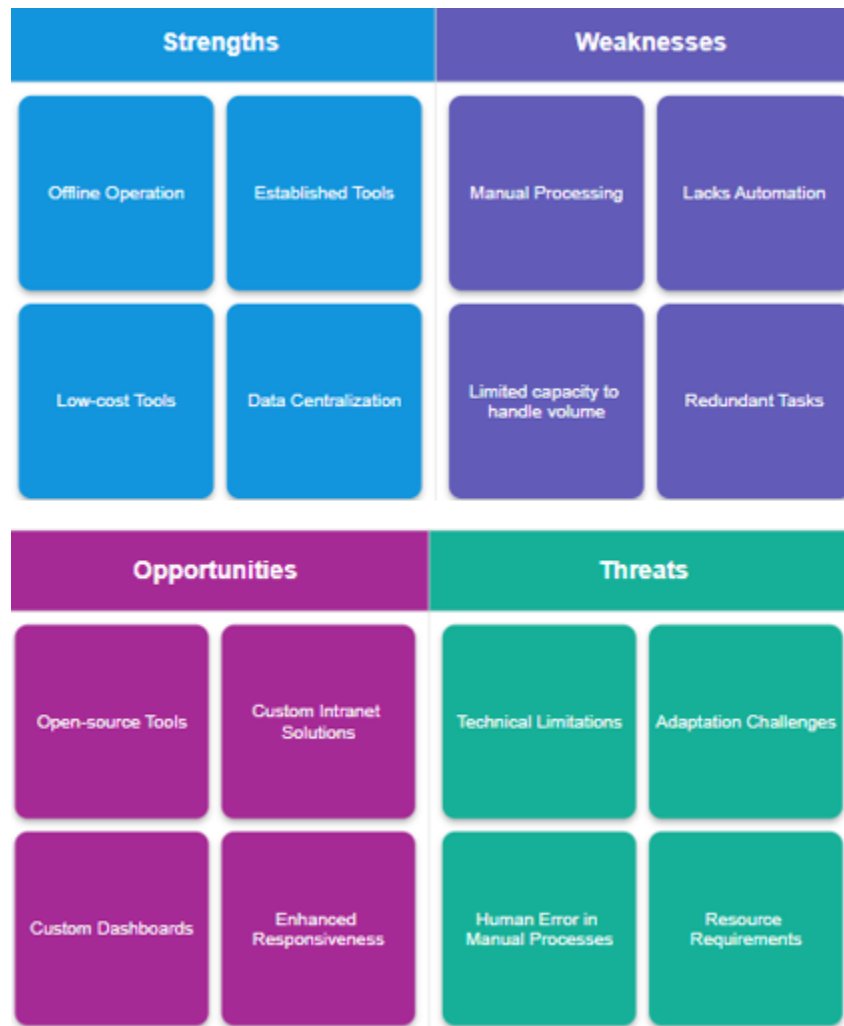 Strengths
Weaknesses
Offline Operation
Established Tools
Manual Processing
Lacks Automation
Low-cost Tools
Data Centralization
Limited capacity to
handle volume
Redundant Tasks
Opportunities
Threats
Open-source Tools
Custom Intranet
Solutions
Technical Limitations
Adaptation Challenges
Custom Dashboards
Enhanced
Responsiveness
Human Error in
Manual Processes
Resource
Requirements